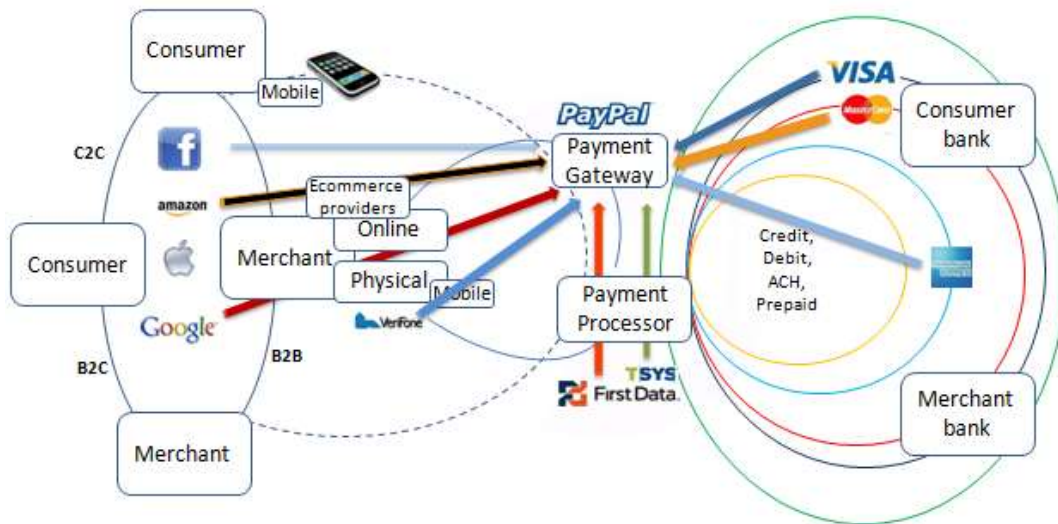 Consumer
Mobile
VISA
MasterCard
PayPal
Consumer
bank
C2C
f
Payment
Gateway
amazon
Ecommerce
providers
Online
Consumer
Merchant
Credit,
Debit,
ACH,
Prepaid
Physical
Mobile
Payment
Processor
Google
VeriFone
B2C
B2B
TSYS
First Data.
Merchant
bank
Merchant